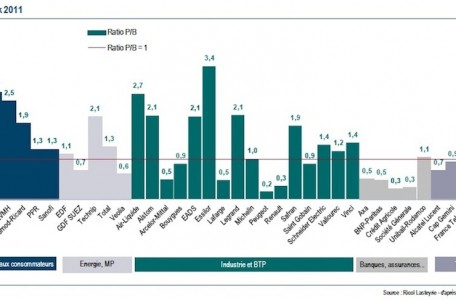 x 2011
Ratio P/B
Ratio P/B = 1
2,5
1,9
1,3
1,3
1,1
0,7
2,1
1,3
0,6
2,7
2,1
0,5
0,9
2,1
3,4
0,5
2,1
1,0
0,2
0,3
1,9
0,9
1,4
1,2
1,4
0,5
0,5
0,3
0,3
1,1
0,7
0,9
VMH
rnod-Ricard
PPR
Sanofi
EDF
GDF SUEZ
Technip
Total
Veolia
Air-Liquide
Alstom
Arcelor-Mittal
Bouygues
EADS
Essilor
Lafarge
Legrand
Michelin
Peugeot
Renault
Safran
Saint Gobain
Schneider Electric
Vallourec
Vinci
Axa
BNP-Paribas
Crédit Agricole
Société Générale
Unibail-Rodamco
Alcatel Lucent
Cap Gemini
France Tele
aux consommateurs
Energie, MP
Industrie et BTP
Banques, assurances...
Source : Ricol Lasteyrie - d'après